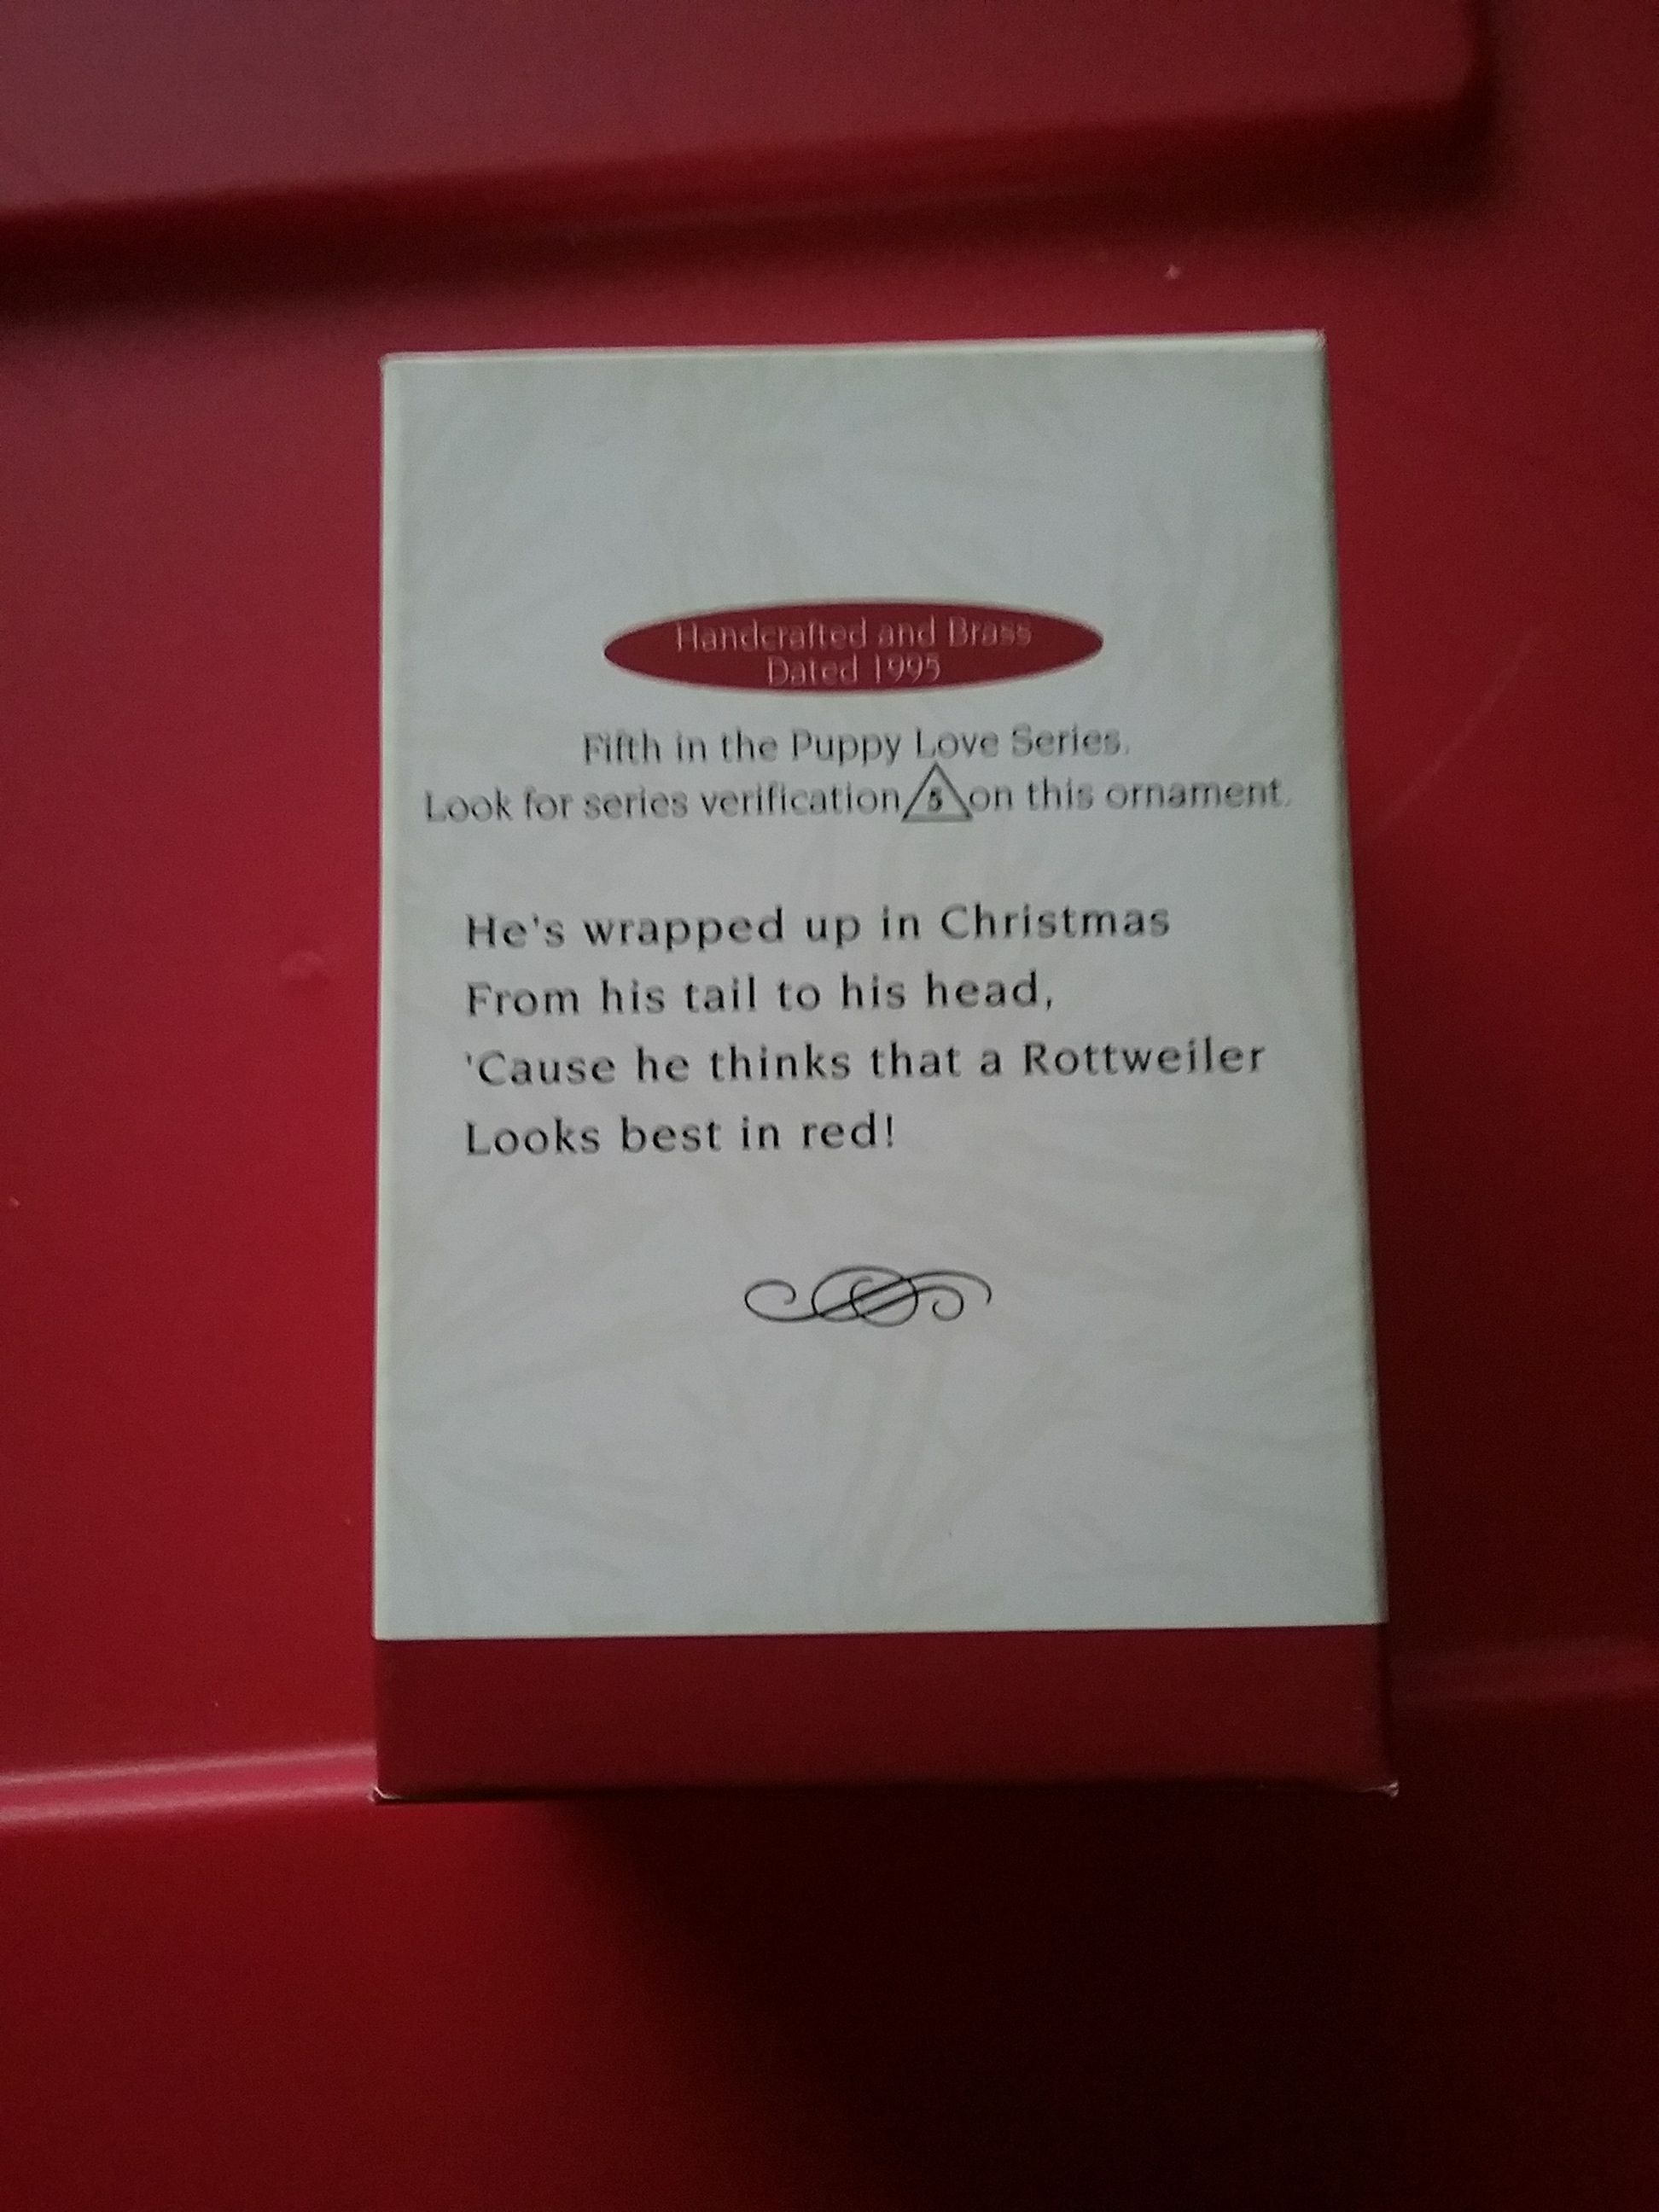 Handcrafted and Brass
Dated 1995
Fifth in the Puppy Love Series.
Look for series verification 5 on this ornament.
He's wrapped up in Christmas
From his tail to his head,
'Cause he thinks that a Rottweiler
Looks best in red!